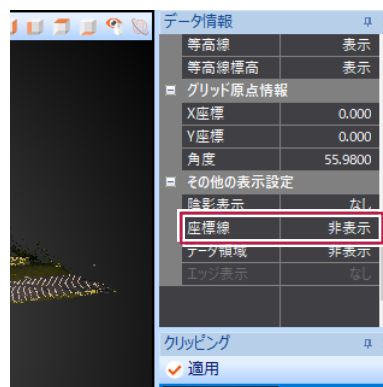 データ情報
等高線 表示
等高線標高 表示
グリッド原点情報
X座標 0.000
Y座標 0.000
角度 55.9800
その他の表示設定
陰影表示 なし
座標線 非表示
データ領域 非表示
エッジ表示 なし
クリッピング
適用